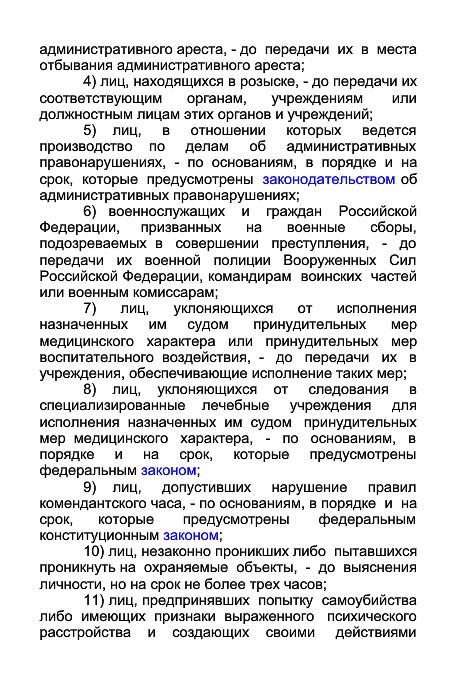 административного ареста, - до передачи их в места
отбывания административного ареста;
4) лиц, находящихся в розыске, - до передачи их
соответствующим органам, учреждениям или
должностным лицам этих органов и учреждений;
5) лиц, в отношении которых ведется
производство по делам об административных
правонарушениях, - по основаниям, в порядке и на
срок, которые предусмотрены законодательством об
административных правонарушениях;
6) военнослужащих и граждан Российской
Федерации, призванных на военные сборы,
подозреваемых в совершении преступления, - до
передачи их военной полиции Вооруженных Сил
Российской Федерации, командирам воинских частей
или военным комиссарам;
7) лиц, уклоняющихся от исполнения
назначенных им судом принудительных мер
медицинского характера или принудительных мер
воспитательного воздействия, - до передачи их в
учреждения, обеспечивающие исполнение таких мер;
8) лиц, уклоняющихся от следования в
специализированные лечебные учреждения для
исполнения назначенных им судом принудительных
мер медицинского характера, - по основаниям, в
порядке и на срок, которые предусмотрены
федеральным законом;
9) лиц, допустивших нарушение правил
комендантского часа, - по основаниям, в порядке и на
срок, которые предусмотрены федеральным
конституционным законом;
10) лиц, незаконно проникших либо пытавшихся
проникнуть на охраняемые объекты, - до выяснения
личности, но на срок не более трех часов;
11) лиц, предпринявших попытку самоубийства
либо имеющих признаки выраженного психического
расстройства и создающих своими действиями